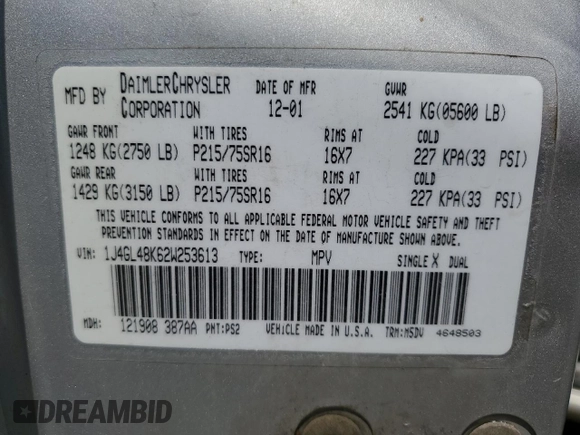 MFD BY DAIMLERCHRYSLER CORPORATION DATE OF MFR 12-01 GVWR 2541 KG(05600 LB)
GAWR FRONT WITH TIRES RIMS AT COLD
1248 KG(2750 LB) P215/75SR16 16X7 227 KPA(33 PSI)
GAWR REAR WITH TIRES RIMS AT COLD
1429 KG(3150 LB) P215/75SR16 16X7 227 KPA(33 PSI)
THIS VEHICLE CONFORMS TO ALL APPLICABLE FEDERAL MOTOR VEHICLE SAFETY AND THEFT
PREVENTION STANDARDS IN EFFECT ON THE DATE OF MANUFACTURE SHOWN ABOVE.
VIN: 1J4GL48K62W253613 TYPE: MPV SINGLE X DUAL
MDH: 121908 387AA PNT:PS2 VEHICLE MADE IN U.S.A. TRM:M5DV 4648503
DREAMBID